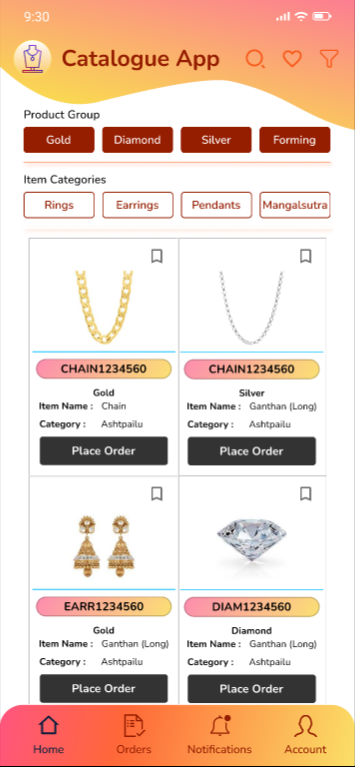 9:30
Catalogue App
Product Group
Gold Diamond Silver Forming
Item Categories
Rings Earrings Pendants Mangalsutra
CHAIN1234560
Gold
Item Name : Chain
Category : Ashtpailu
Place Order
CHAIN1234560
Silver
Item Name : Ganthan (Long)
Category : Ashtpailu
Place Order
EARR1234560
Gold
Item Name : Ganthan (Long)
Category : Ashtpailu
Place Order
DIAM1234560
Diamond
Item Name : Ganthan (Long)
Category : Ashtpailu
Place Order
Home Orders Notifications Account